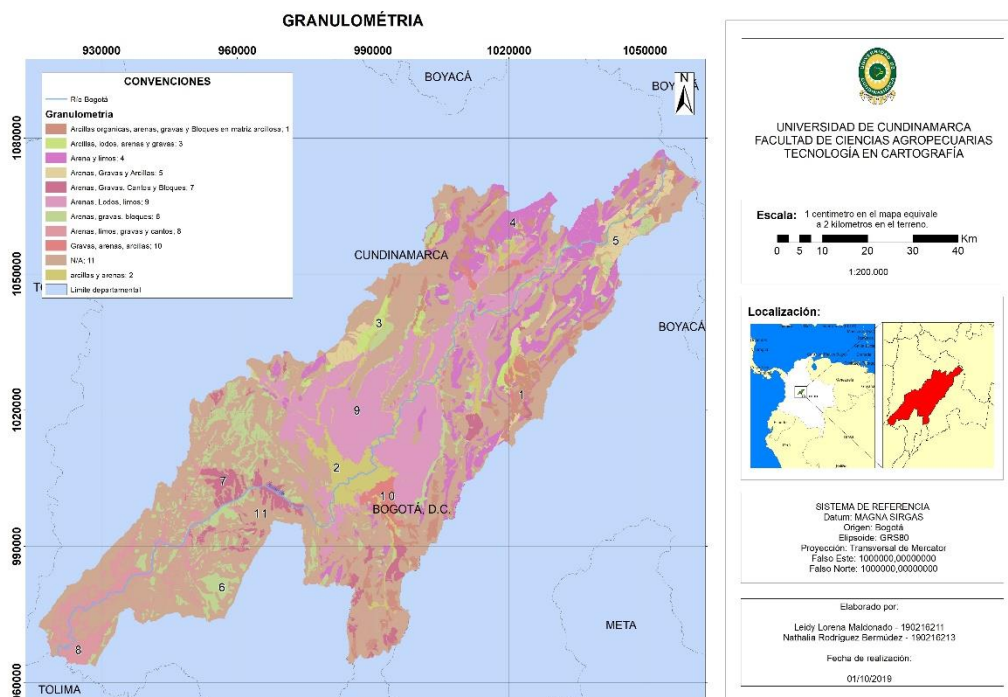 GRANULOMÉTRIA
930000
960000
990000
1020000
1050000
1080000
1050000
1020000
990000
960000
CONVENCIONES
Río Bogotá
Granulometria
Arcillas organicas, arenas, gravas y Bloques en matriz arcillosa; 1
Arcillas, lodos, arenas y gravas; 3
Arena y limos; 4
Arenas, Gravas y Arcillas; 5
Arenas, Gravas, Cantos y Bloques; 7
Arenas, Lodos, limos; 9
Arenas, gravas, bloques; 6
Arenas, limos, gravas y cantos; 8
Gravas, arenas, arcillas; 10
N/A; 11
arcillas y arenas; 2
Limite departamental
BOYACÁ
N
CUNDINAMARCA
BOYACÁ
4
5
3
1
9
2
10
BOGOTÁ, D.C.
7
11
6
8
META
TOLIMA
UNIVERSIDAD DE CUNDINAMARCA
FACULTAD DE CIENCIAS AGROPECUARIAS
TECNOLOGÍA EN CARTOGRAFÍA
Escala: 1 centimetro en el mapa equivale
a 2 kilometros en el terreno,
0 5 10 20 30 40 Km
1:200.000
Localización:
SISTEMA DE REFERENCIA
Datum: MAGNA SIRGAS
Origen: Bogotá
Elipsoide: GRS80
Proyección: Transversal de Mercator
Falso Este: 1000000,00000000
Falso Norte: 1000000,00000000
Elaborado por:
Leidy Lorena Maldonado - 190216211
Nathalia Rodríguez Bermúdez - 190216213
Fecha de realización:
01/10/2019